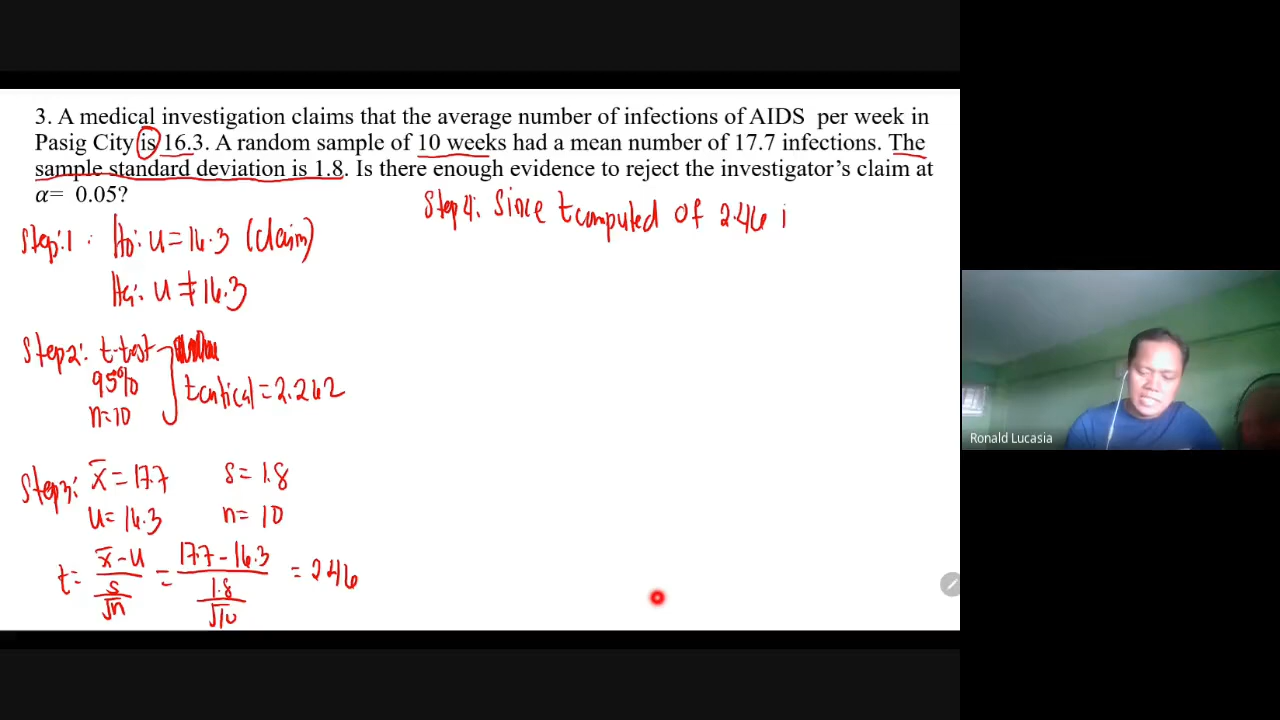 3. A medical investigation claims that the average number of infections of AIDS per week in
Pasig City is 16.3. A random sample of 10 weeks had a mean number of 17.7 infections. The
sample standard deviation is 1.8. Is there enough evidence to reject the investigator's claim at
α= 0.05?
Step 4: Since tcomputed of 2.46 i
Step:1 . Ho: u = 16.3 (claim)
Ha: u ≠ 16.3
Step2: t-test
95%
n=10
tcritical = 2.262
Step3: x̄ = 17.7 s = 1.8
u = 16.3 n = 10
t = x̄ - u / s/√n = 17.7 - 16.3 / 1.8/√10 = 2.46
Ronald Lucasia